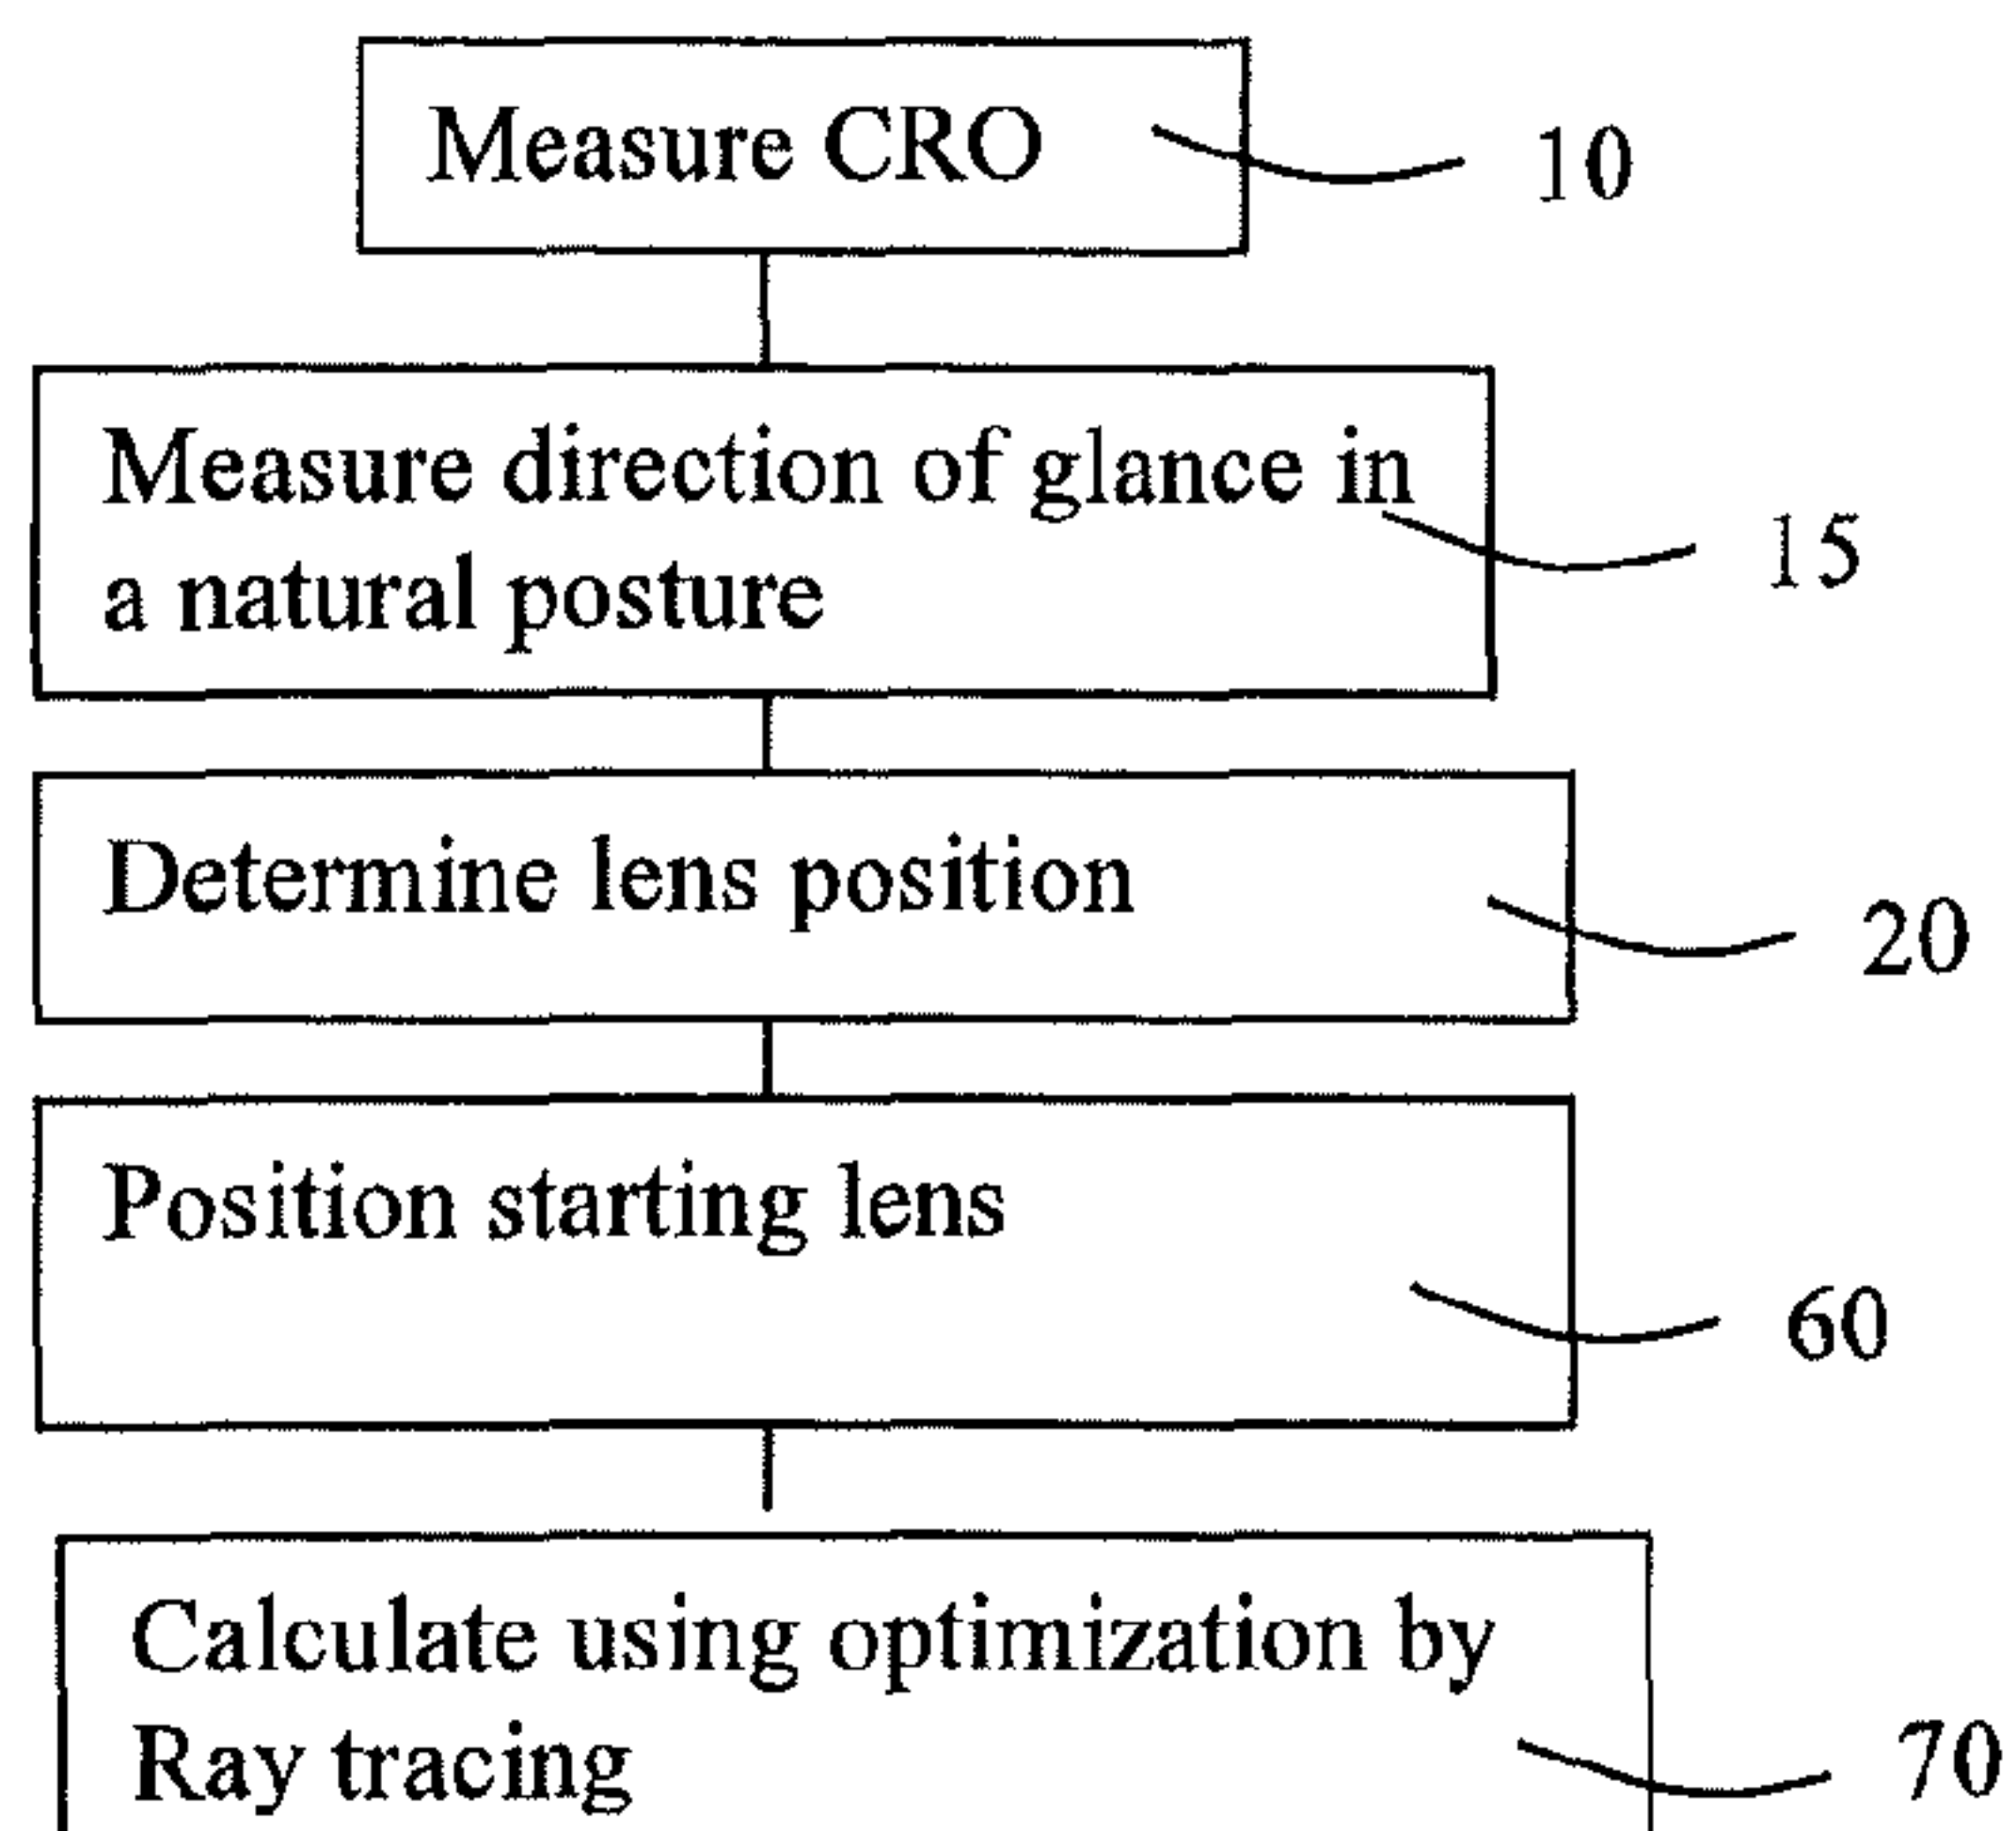 Measure CRO
10
Measure direction of glance in
a natural posture
15
Determine lens position
20
Position starting lens
60
Calculate using optimization by
Ray tracing
70